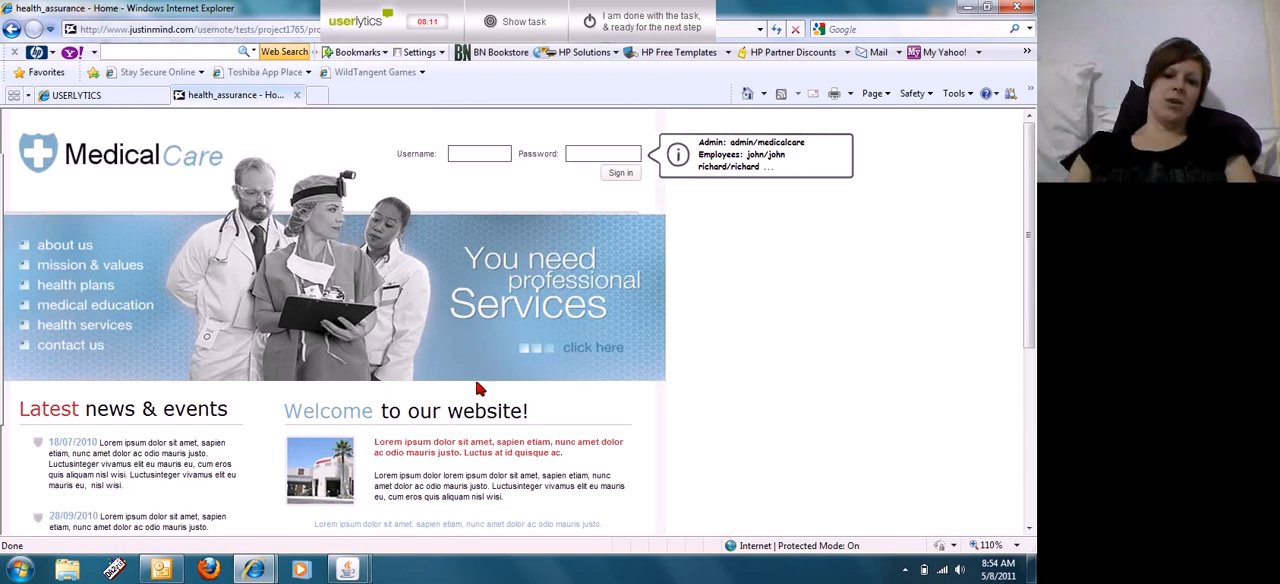 health_assurance - Home - Windows Internet Explorer
userlytics
08:11
Show task
I am done with the task,
& ready for the next step
http://www.justinmind.com/usernote/tests/project1765/pro
Google
hp
Y!
Web Search
Bookmarks
Settings
BN BN Bookstore
HP Solutions
HP Free Templates
HP Partner Discounts
Mail
My My Yahoo!
Favorites
Stay Secure Online
Toshiba App Place
WildTangent Games
USERLYTICS
health_assurance - Ho...
Page
Safety
Tools
MedicalCare
Username:
Password:
Sign in
Admin: admin/medicalcare
Employees: john/john
richard/richard ...
about us
mission & values
health plans
medical education
health services
contact us
You need
professional
Services
click here
Latest news & events
18/07/2010 Lorem ipsum dolor sit amet, sapien
etiem, nunc amet dolor ac odio mauris justo.
Luctusinteger vivamus elit eu mauris eu, cum eros
quis aliquam nisl wisi. Luctusinteger vivamus elit eu
mauris eu, nisl wisi.
28/09/2010 Lorem ipsum dolor sit amet, sapien
etiem, nunc amet dolor ac odio mauris justo.
Welcome to our website!
Lorem ipsum dolor sit amet, sapien etiam, nunc amet dolor
ac odio mauris justo. Luctus at id quisque ac.
Lorem ipsum dolor lorem ipsum dolor sit amet, sapien
etiam, nunc amet dolor ac odio mauris justo. Luctusinteger vivamus elit eu mauris
eu, cum eros quis aliquam nisl wisi.
Lorem ipsum dolor sit amet, sapien etiam, nunc amet dolor ac odio mauris justo.
Done
Internet | Protected Mode: On
110%
8:54 AM
5/8/2011